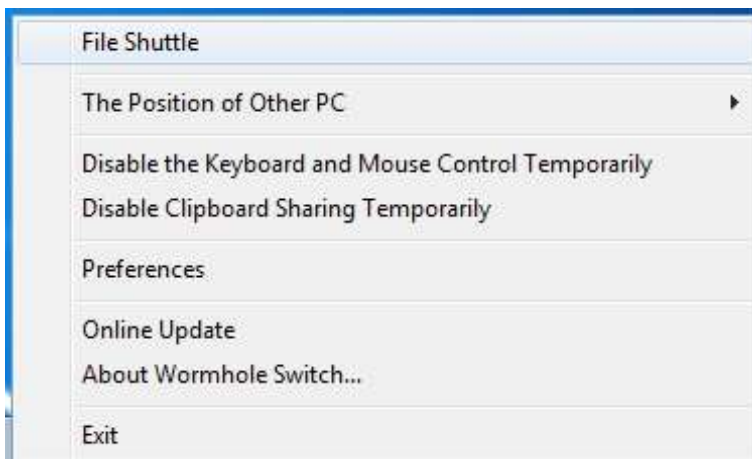 File Shuttle
The Position of Other PC
Disable the Keyboard and Mouse Control Temporarily
Disable Clipboard Sharing Temporarily
Preferences
Online Update
About Wormhole Switch...
Exit